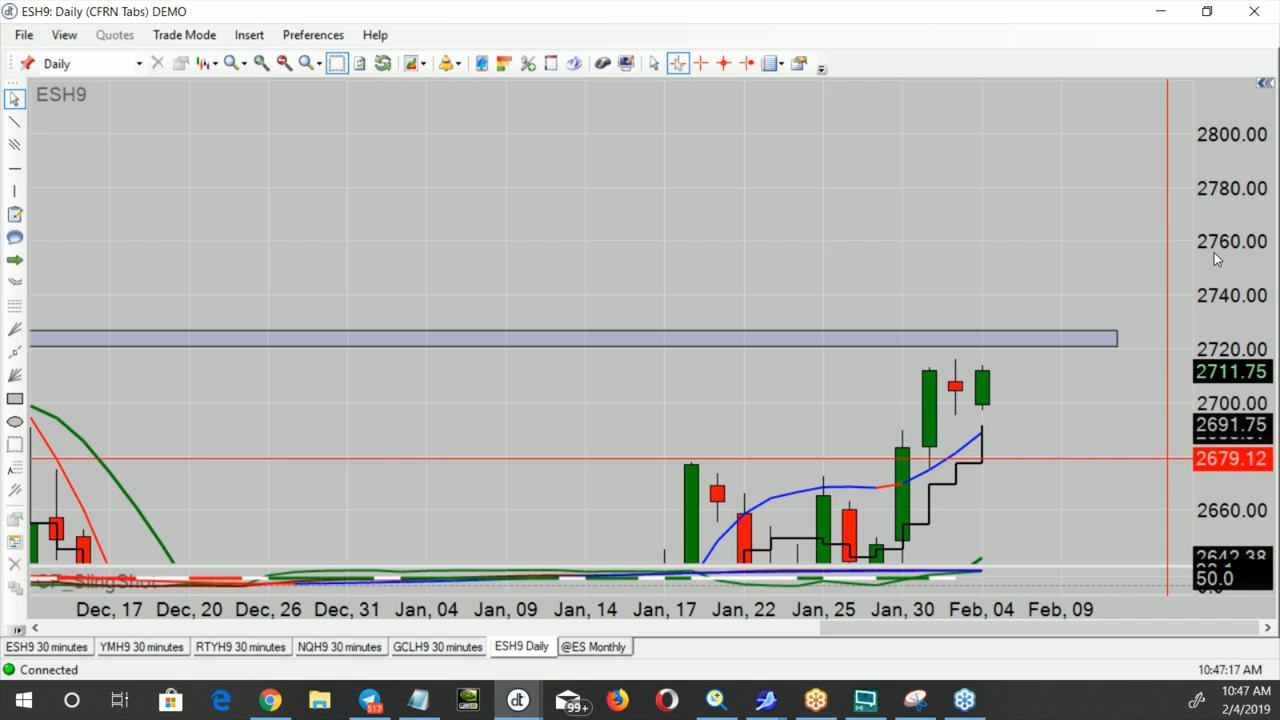 ESH9: Daily (CFRN Tabs) DEMO
File View Quotes Trade Mode Insert Preferences Help
Daily
ESH9
2800.00
2780.00
2760.00
2740.00
2720.00
2711.75
2700.00
2691.75
2679.12
2660.00
2642.38
50.0
Dec, 17 Dec, 20 Dec, 26 Dec, 31 Jan, 04 Jan, 09 Jan, 14 Jan, 17 Jan, 22 Jan, 25 Jan, 30 Feb, 04 Feb, 09
ESH9 30 minutes YMH9 30 minutes RTYH9 30 minutes NQH9 30 minutes GCLH9 30 minutes ESH9 Daily @ES Monthly
Connected 10:47:17 AM
dt 99+ 517 10:47 AM
2/4/2019